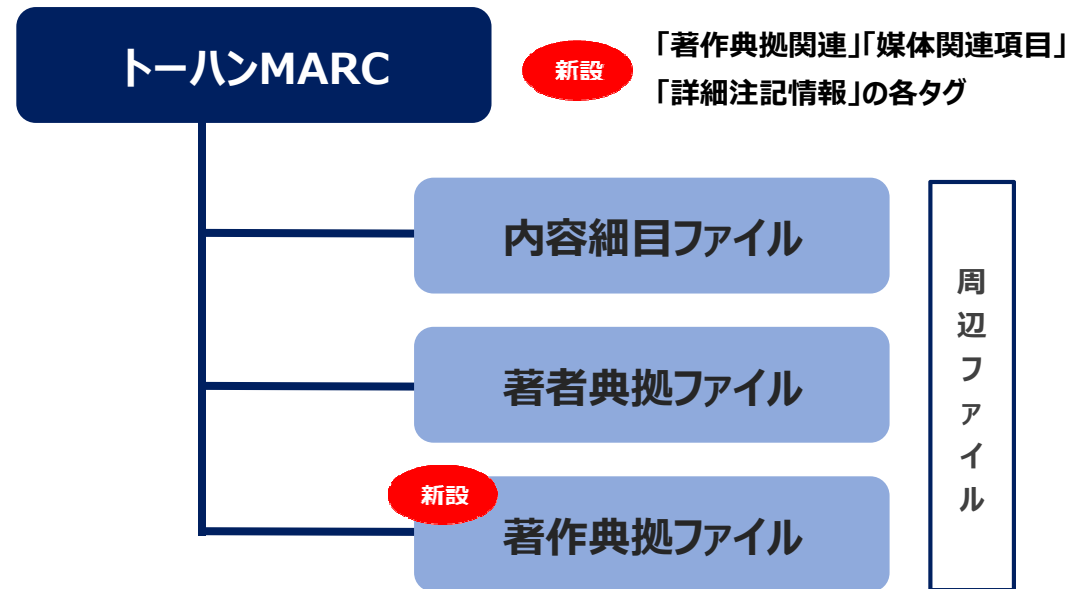 トーハンMARC
新設
「著作典拠関連」「媒体関連項目」
「詳細注記情報」の各タグ
内容細目ファイル
著者典拠ファイル
新設
著作典拠ファイル
周辺ファイル